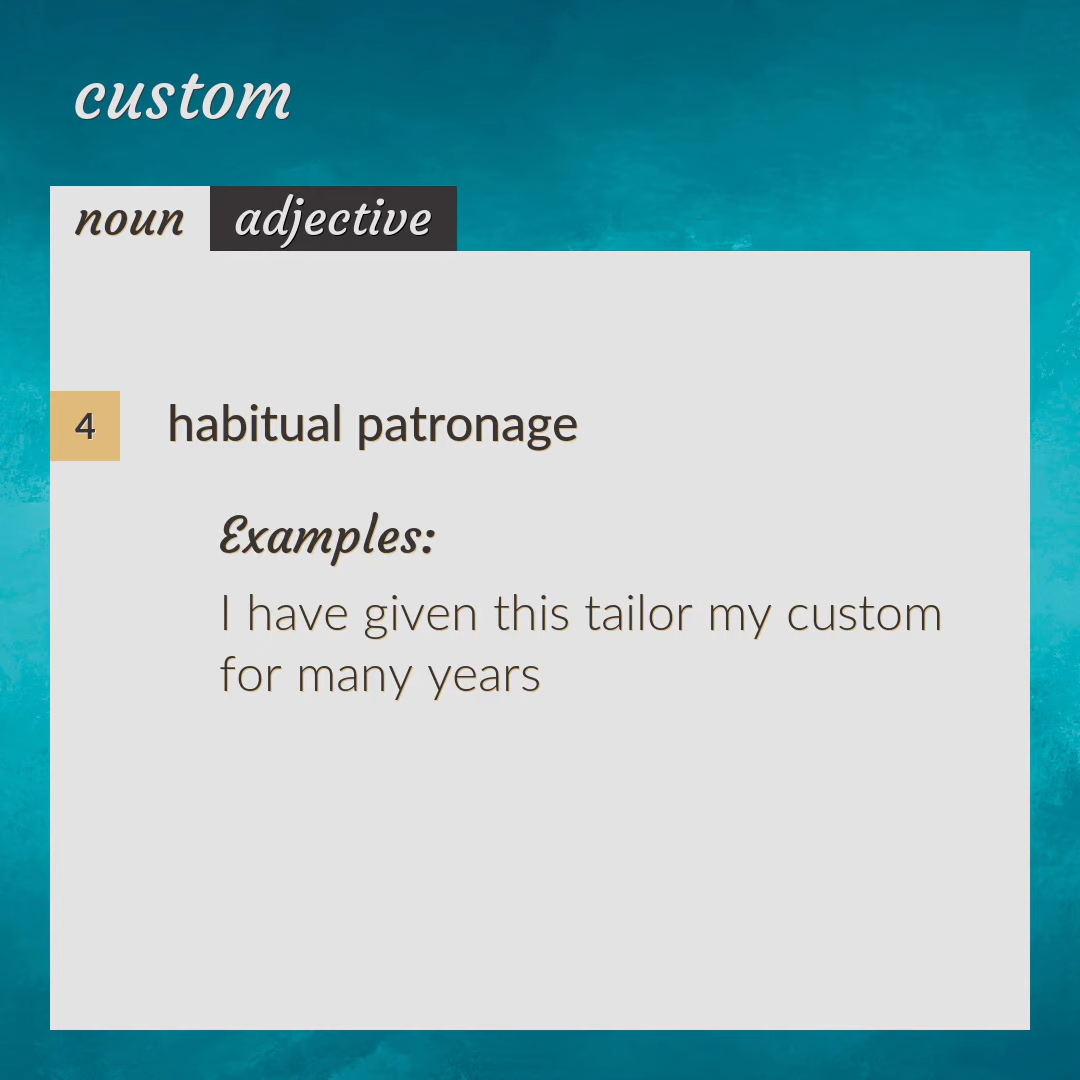 custom
noun adjective
4 habitual patronage
Examples:
I have given this tailor my custom
for many years